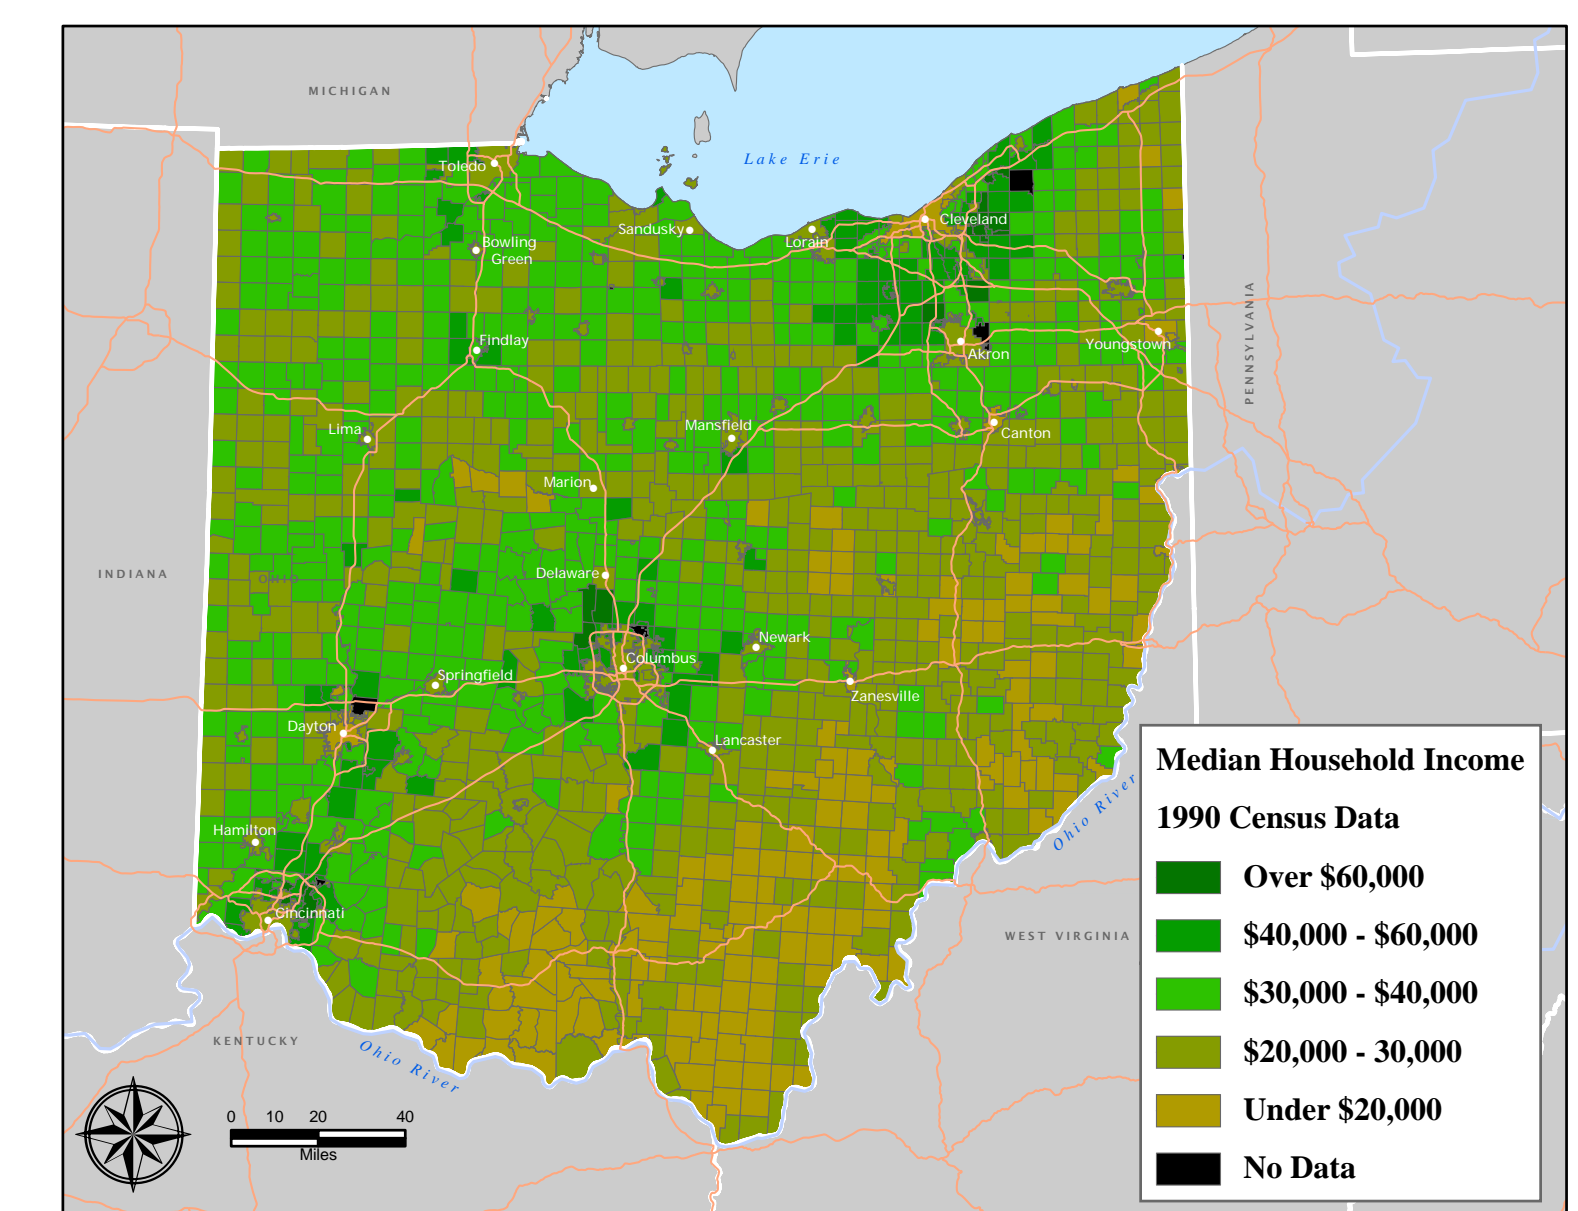 MICHIGAN
Lake Erie
Toledo
Cleveland
Sandusky
Lorain
Bowling
Green
PENNSYLVANIA
Findlay
Youngstown
Akron
Lima
Mansfield
Canton
Marion
INDIANA
OHIO
Delaware
Newark
Columbus
Springfield
Zanesville
Dayton
Lancaster
Hamilton
Ohio River
Cincinnati
WEST VIRGINIA
KENTUCKY
Ohio River
0 10 20 40
Miles
Median Household Income
1990 Census Data
Over $60,000
$40,000 - $60,000
$30,000 - $40,000
$20,000 - 30,000
Under $20,000
No Data